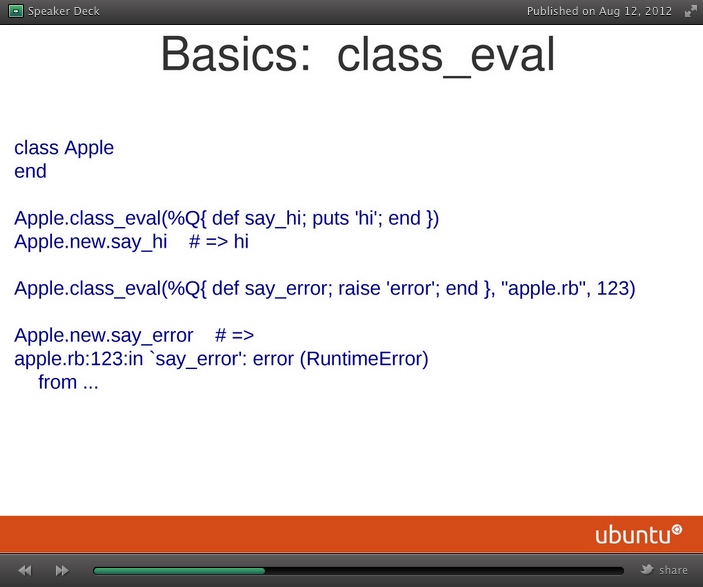 Speaker Deck
Published on Aug 12, 2012
Basics: class_eval
class Apple
end
Apple.class_eval(%Q{ def say_hi; puts 'hi'; end })
Apple.new.say_hi # => hi
Apple.class_eval(%Q{ def say_error; raise 'error'; end }, "apple.rb", 123)
Apple.new.say_error # =>
apple.rb:123:in `say_error': error (RuntimeError)
from ...
ubuntu
share